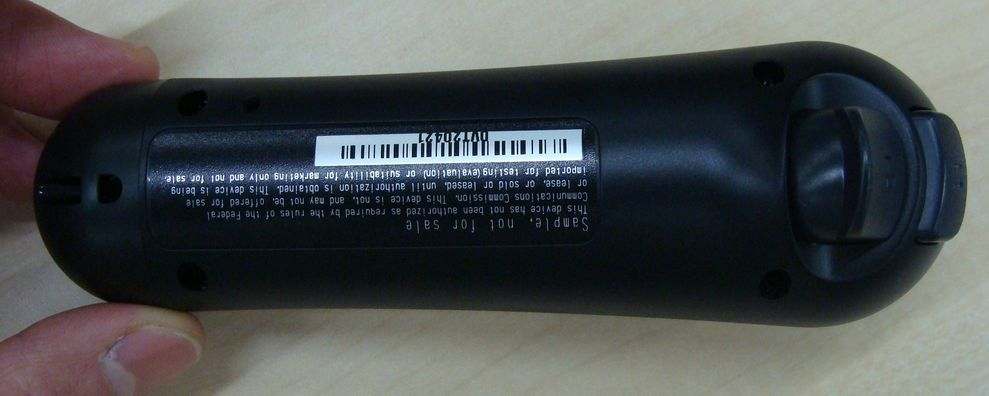 Sample, not for sale
This device has not been authorized as required by the rules of the Federal
Communications Commission. This device is not, and may not be, offered for sale
or lease, or sold or leased, until authorization is obtained. This device is being
imported for testing(evaluation) or suitability for marketing only and not for sale
DVT20421